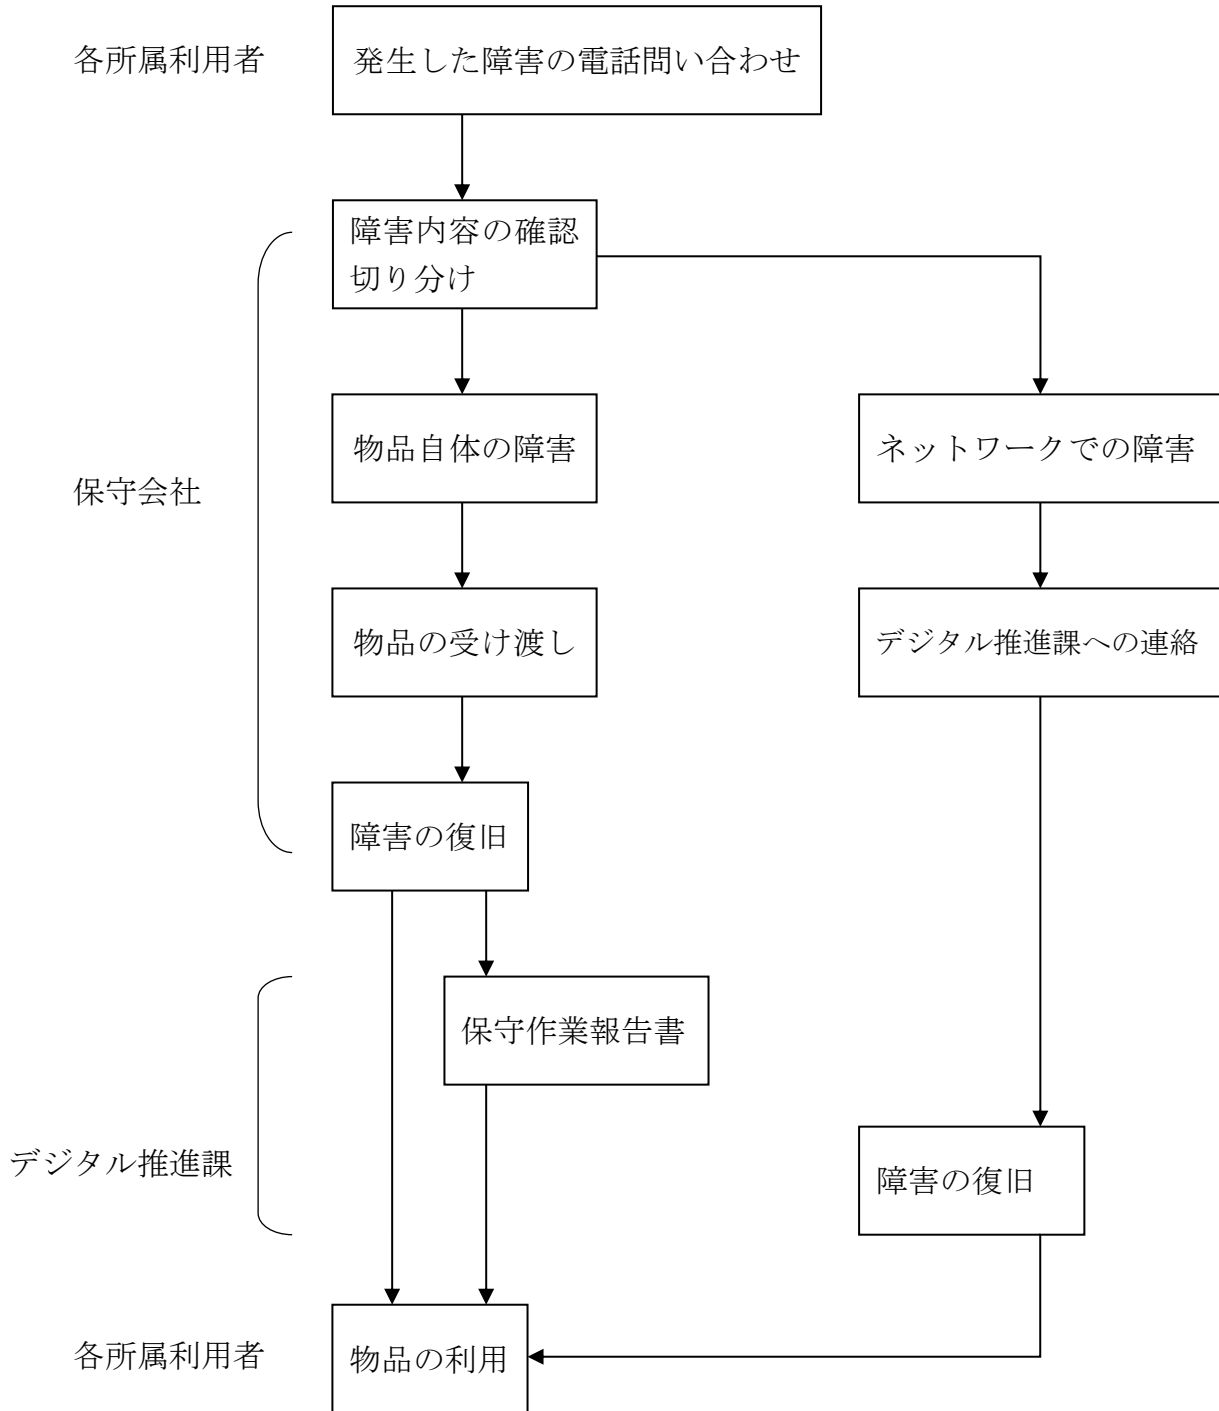 各所属利用者
発生した障害の電話問い合わせ
障害内容の確認
切り分け
物品自体の障害
ネットワークでの障害
保守会社
物品の受け渡し
デジタル推進課への連絡
障害の復旧
保守作業報告書
デジタル推進課
障害の復旧
各所属利用者
物品の利用